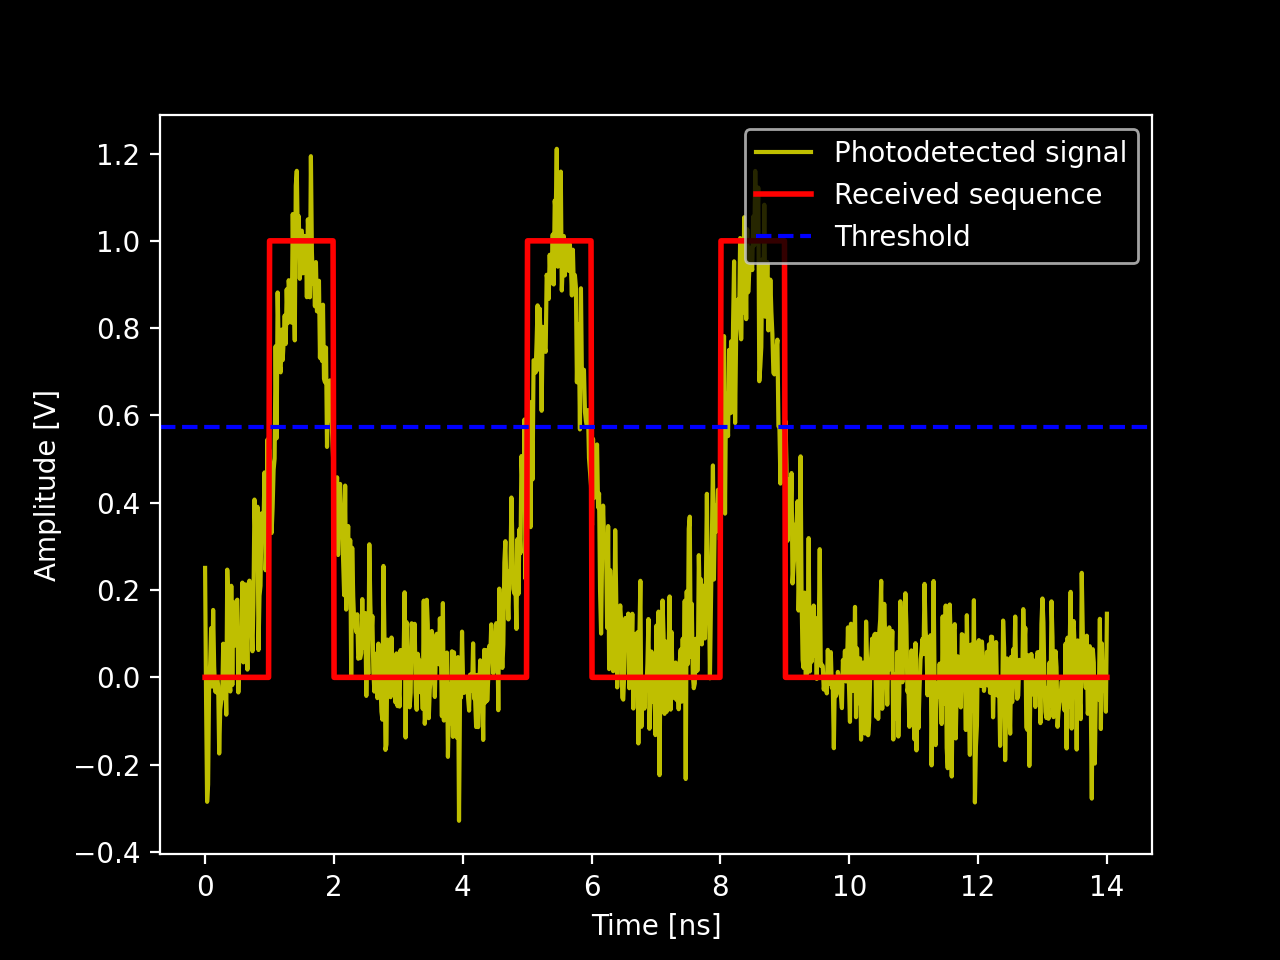 Photodetected signal
Received sequence
Threshold
1.2
1.0
0.8
0.6
0.4
0.2
0.0
−0.2
−0.4
Amplitude [V]
0 2 4 6 8 10 12 14
Time [ns]